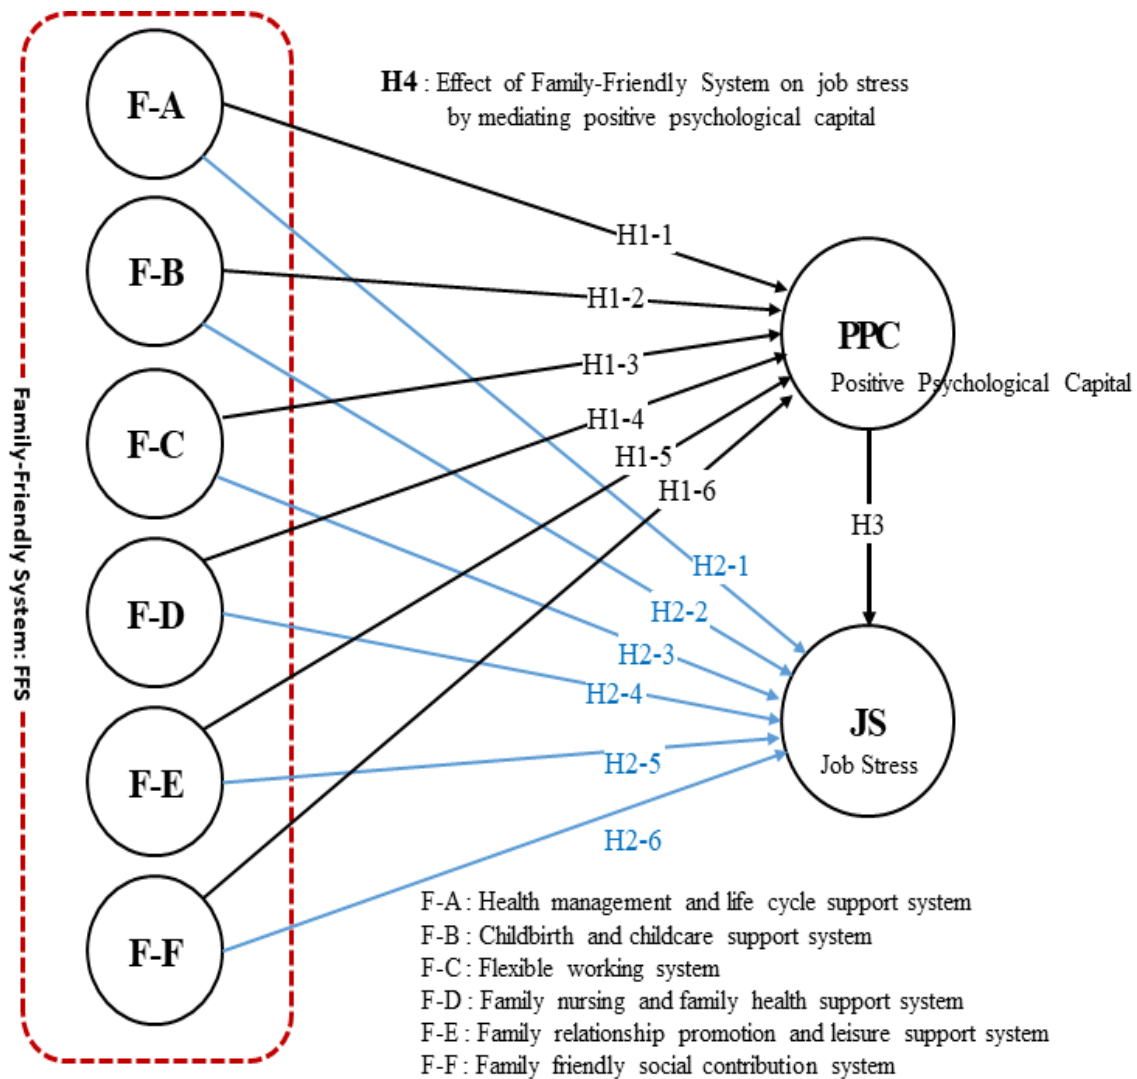 F-A
H4 : Effect of Family-Friendly System on job stress
by mediating positive psychological capital
F-B
H1-1
H1-2
PPC
Positive Psychological Capital
H1-3
F-C
H1-4
H1-5
H1-6
H3
Family-Friendly System: FFS
H2-1
F-D
H2-2
H2-3
H2-4
JS
Job Stress
F-E
H2-5
H2-6
F-F
F-A : Health management and life cycle support system
F-B : Childbirth and childcare support system
F-C : Flexible working system
F-D : Family nursing and family health support system
F-E : Family relationship promotion and leisure support system
F-F : Family friendly social contribution system